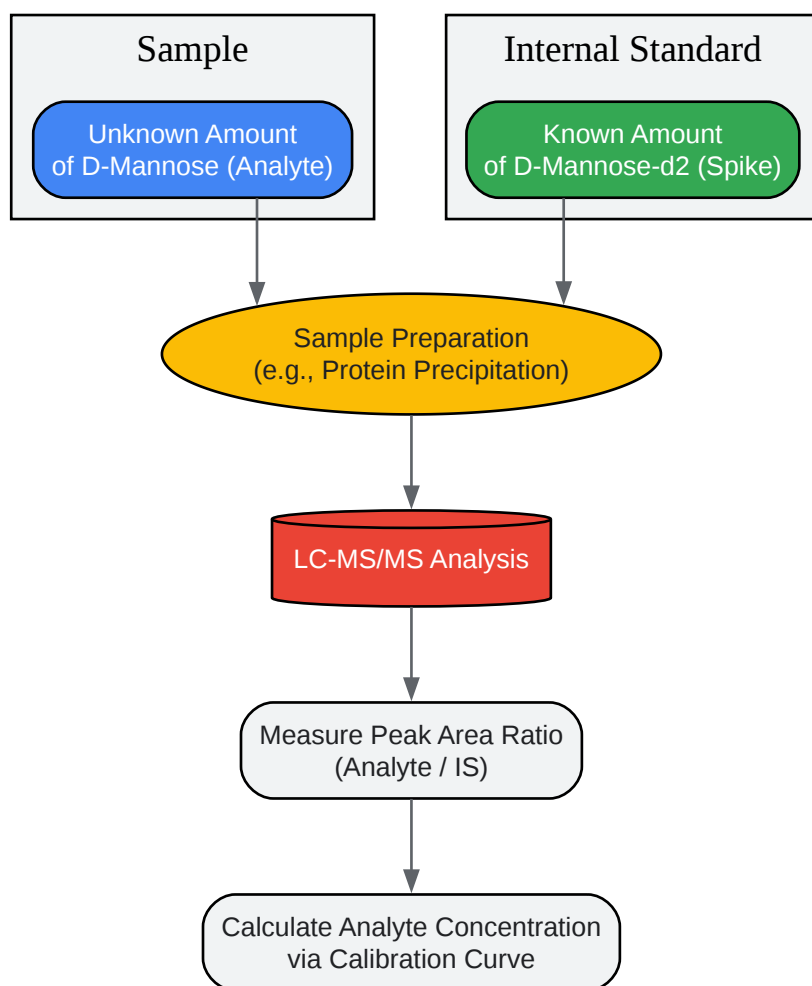 Sample
Internal Standard
Unknown Amount
of D-Mannose (Analyte)
Known Amount
of D-Mannose-d2 (Spike)
Sample Preparation
(e.g., Protein Precipitation)
LC-MS/MS Analysis
Measure Peak Area Ratio
(Analyte / IS)
Calculate Analyte Concentration
via Calibration Curve